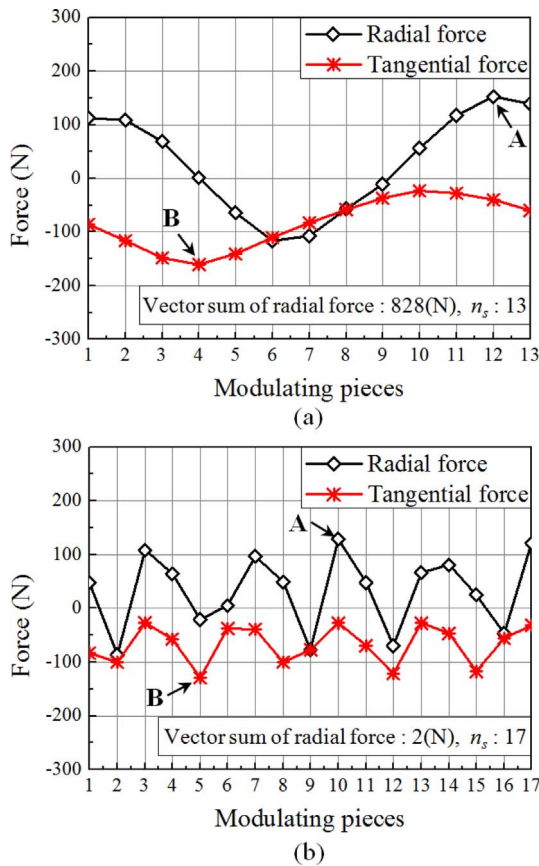 300
200
100
0
-100
-200
-300
Force (N)
Radial force
Tangential force
A
B
Vector sum of radial force : 828(N), ns : 13
1 2 3 4 5 6 7 8 9 10 11 12 13
Modulating pieces
(a)
300
200
100
0
-100
-200
-300
Force (N)
Radial force
Tangential force
A
B
Vector sum of radial force : 2(N), ns : 17
1 2 3 4 5 6 7 8 9 10 11 12 13 14 15 16 17
Modulating pieces
(b)